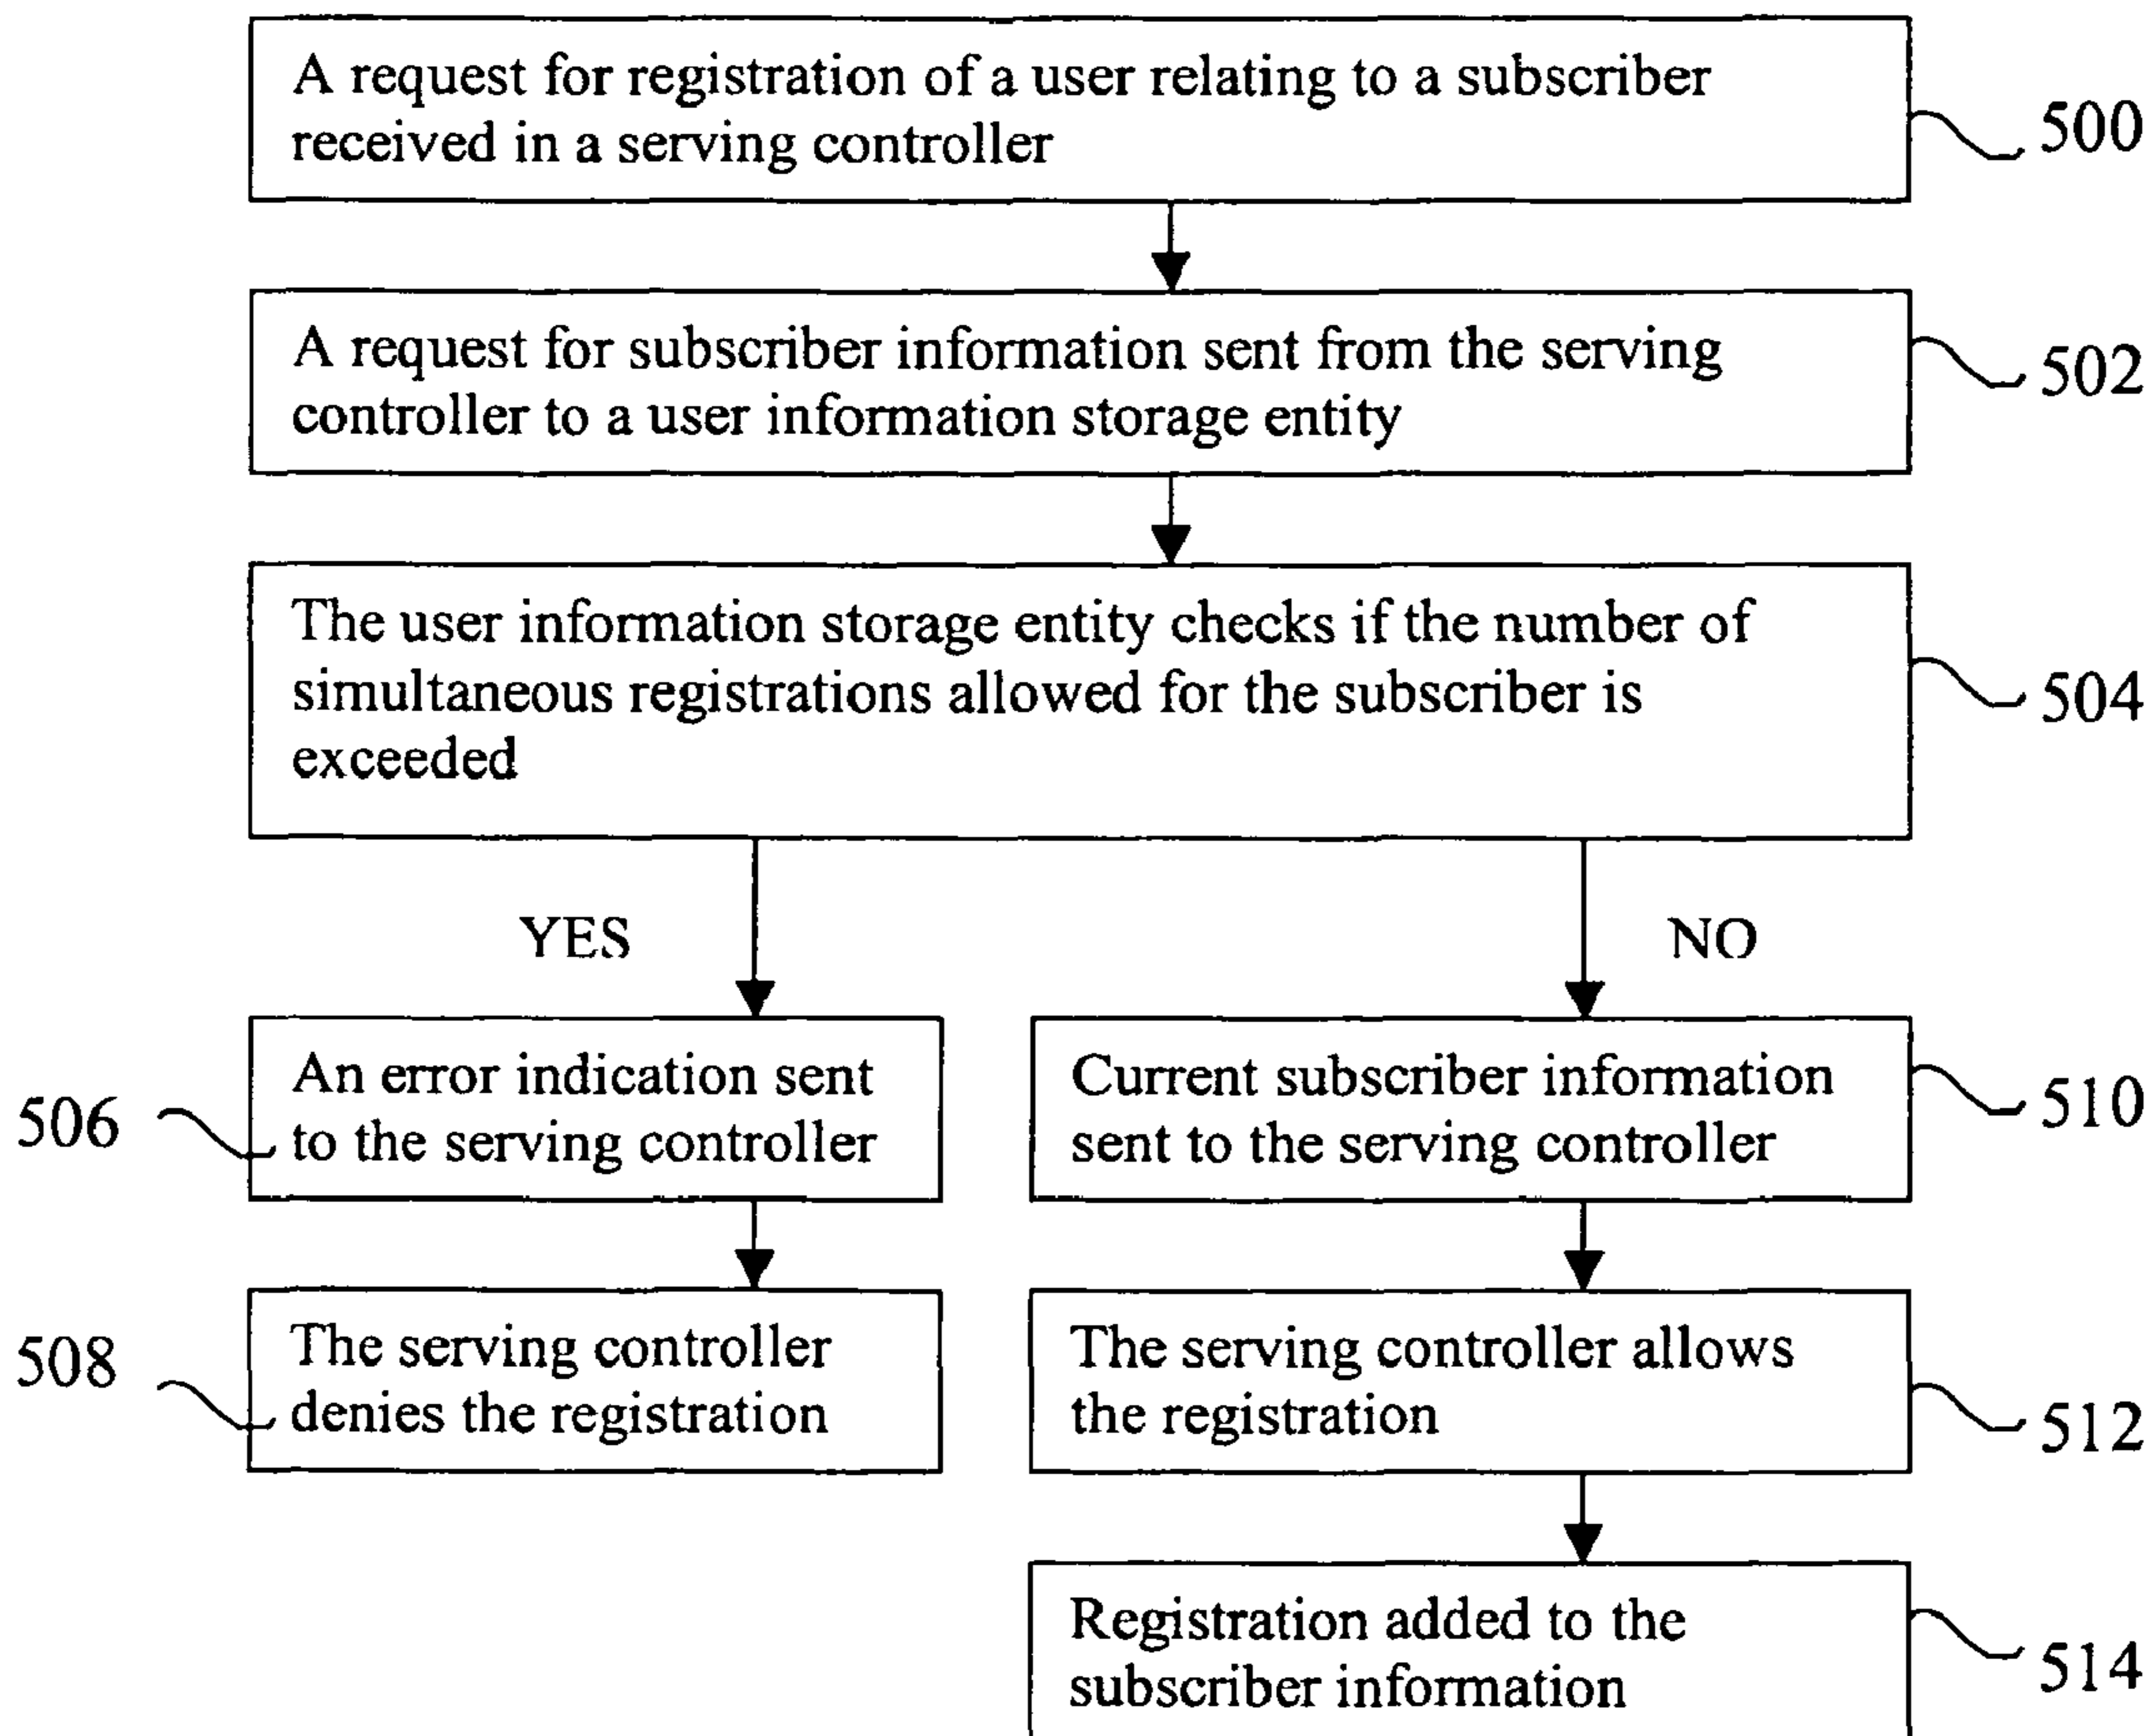 A request for registration of a user relating to a subscriber
received in a serving controller
500
A request for subscriber information sent from the serving
controller to a user information storage entity
502
The user information storage entity checks if the number of
simultaneous registrations allowed for the subscriber is
exceeded
504
YES
NO
506
An error indication sent
to the serving controller
Current subscriber information
sent to the serving controller
510
508
The serving controller
denies the registration
The serving controller allows
the registration
512
Registration added to the
subscriber information
514